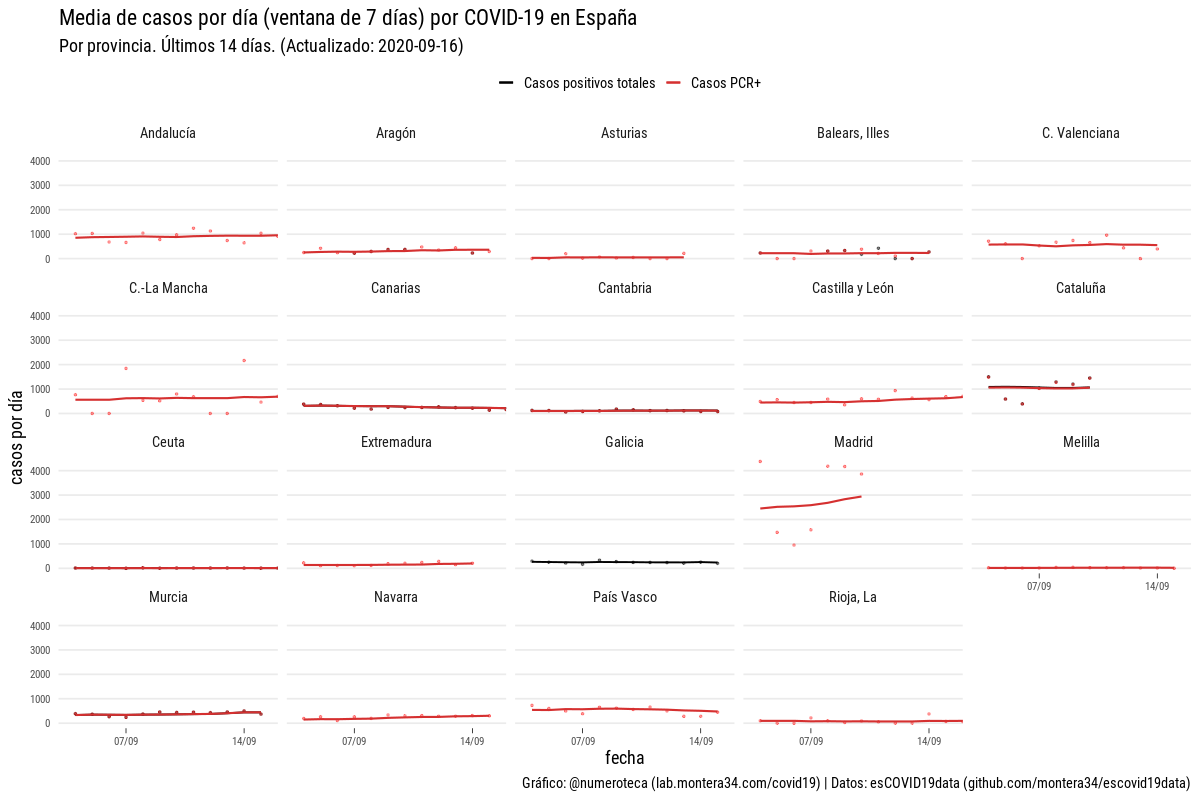 Media de casos por día (ventana de 7 días) por COVID-19 en España
Por provincia. Últimos 14 días. (Actualizado: 2020-09-16)
Casos positivos totales Casos PCR+
Andalucía Aragón Asturias Balears, Illes C. Valenciana
4000
3000
2000
1000
0
C.-La Mancha Canarias Cantabria Castilla y León Cataluña
4000
3000
2000
1000
0
casos por día
Ceuta Extremadura Galicia Madrid Melilla
4000
3000
2000
1000
0
07/09 14/09
Murcia Navarra País Vasco Rioja, La
4000
3000
2000
1000
0
07/09 14/09 07/09 14/09 07/09 14/09 07/09 14/09
fecha
Gráfico: @numeroteca (lab.montera34.com/covid19) | Datos: esCOVID19data (github.com/montera34/escovid19data)